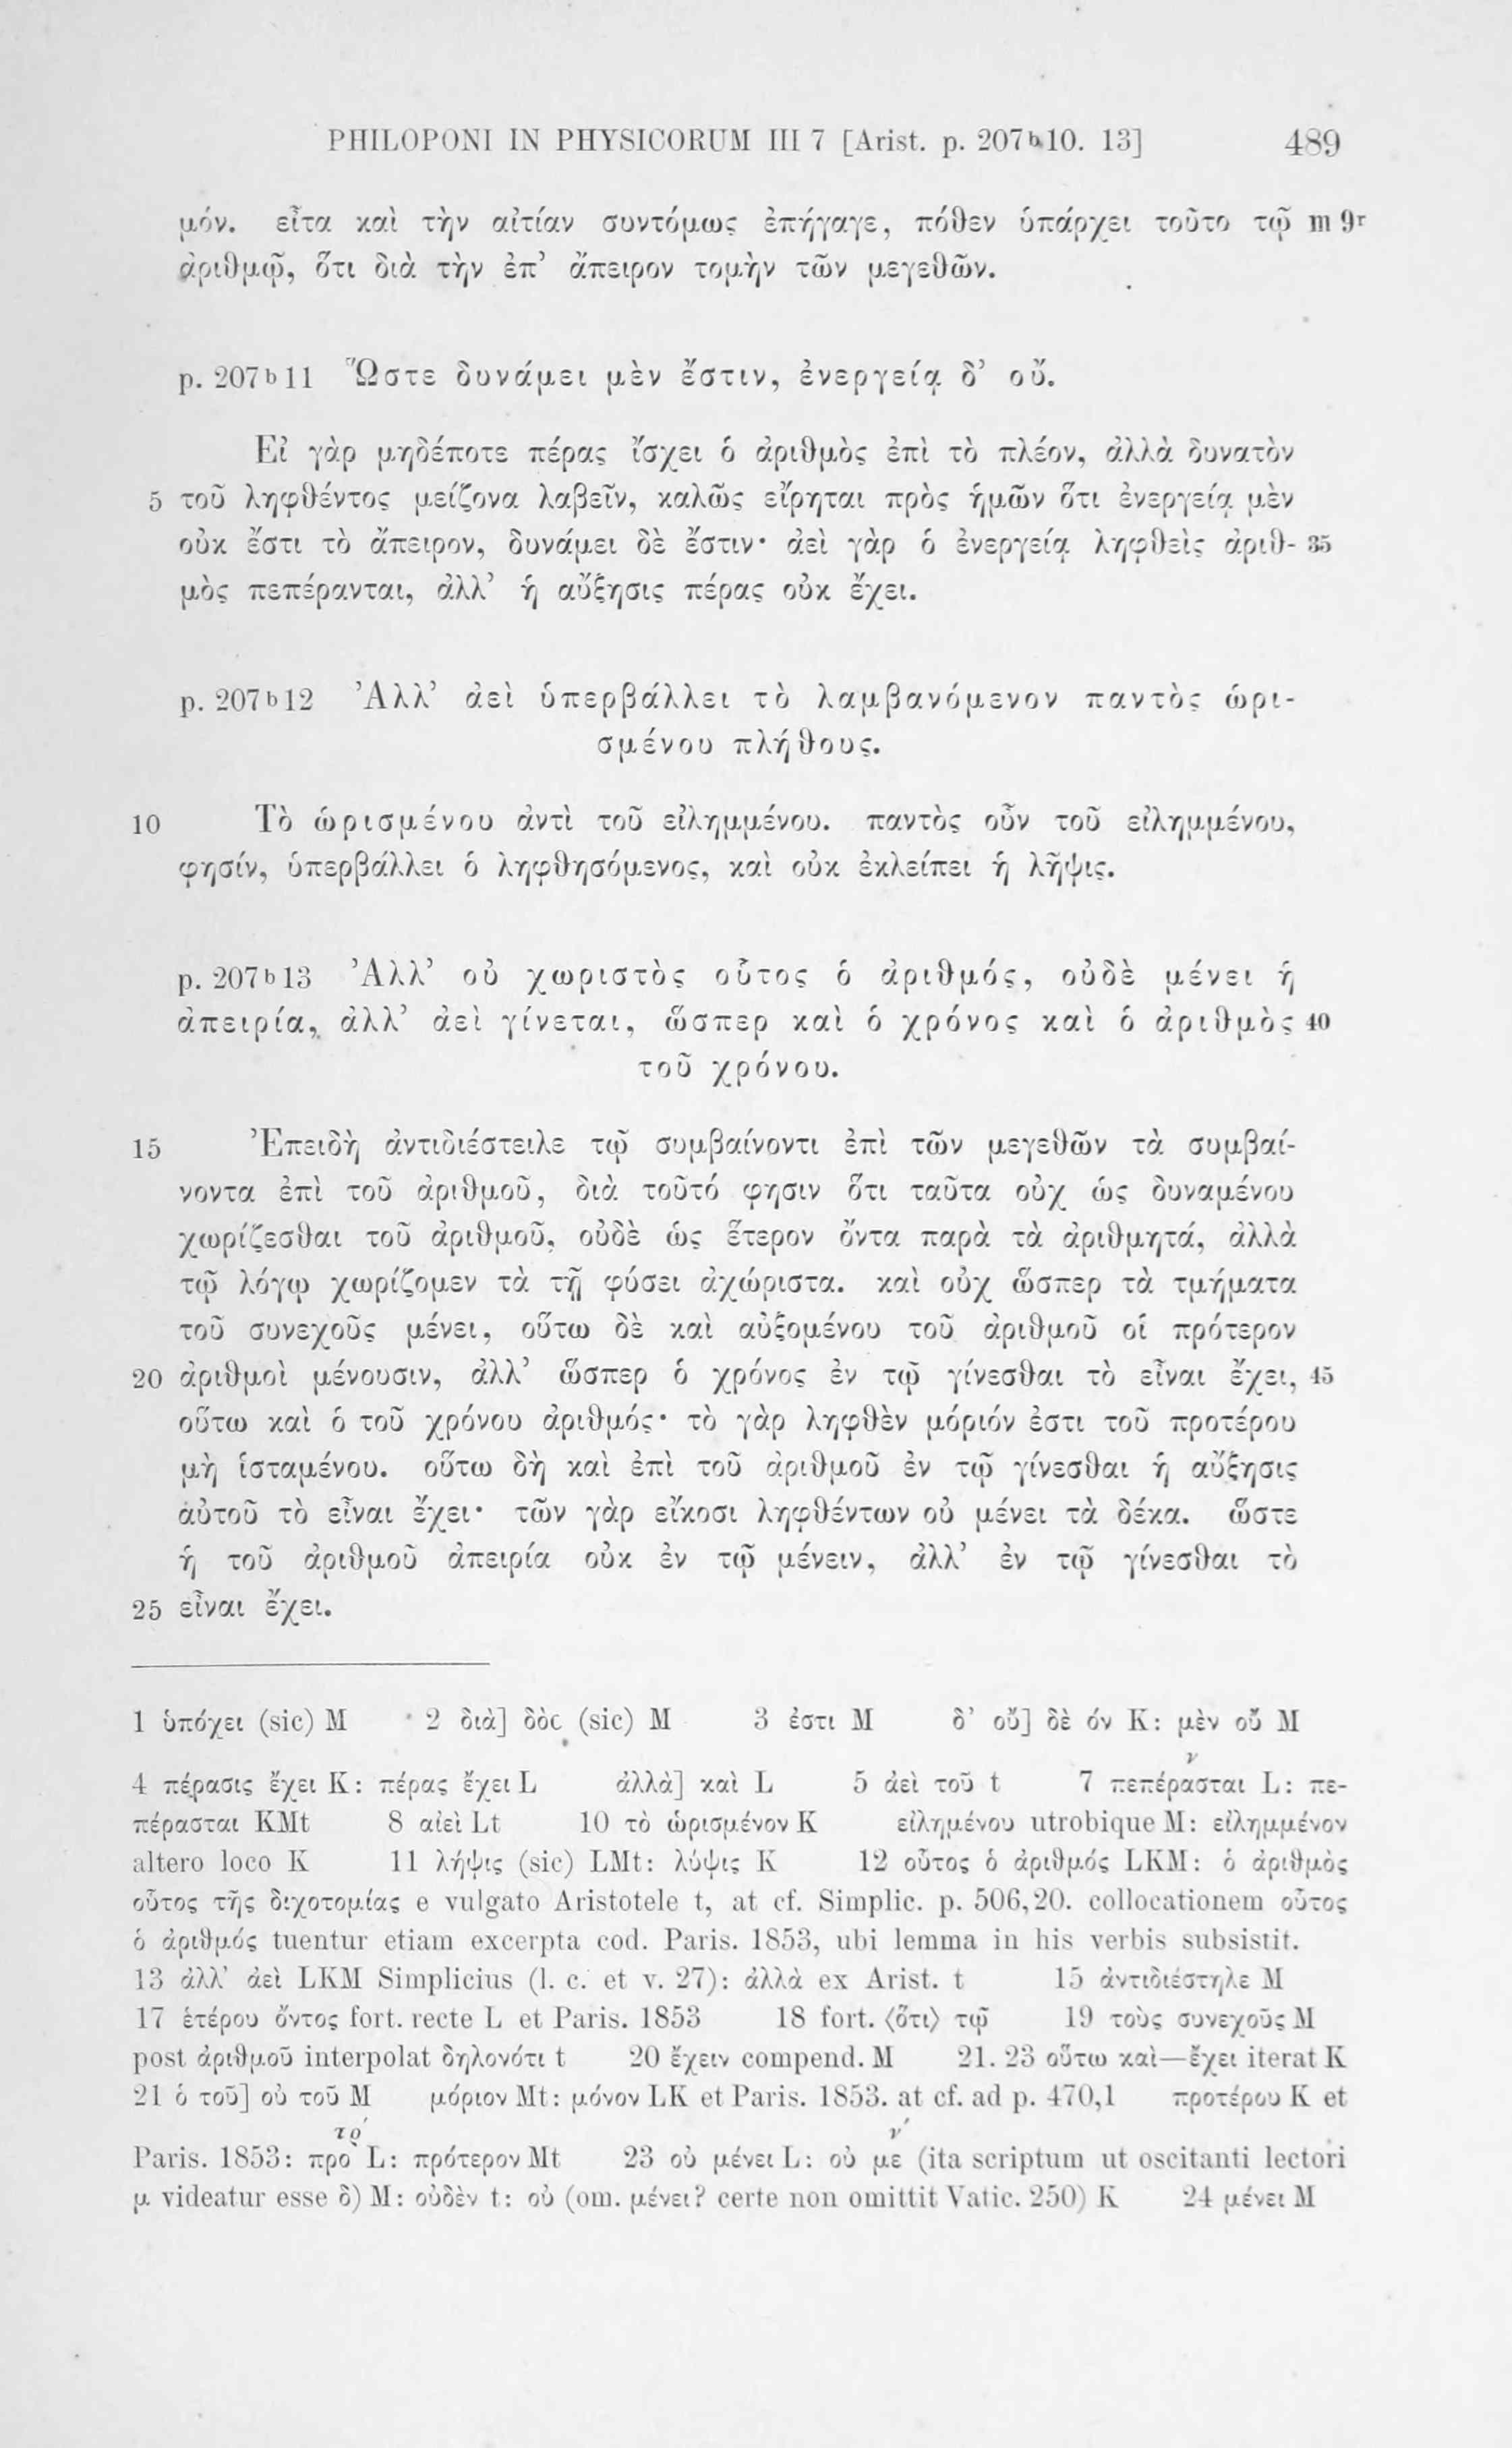 PHILOPONI IN PHYSICORUM III 7 [Arist. p. 207b10. 13] 489
μόν. εἶτα καὶ τὴν αἰτίαν συντόμως ἐπήγαγε, πόθεν ὑπάρχει τοῦτο τῷ m 9r
ἀριθμῷ, ὅτι διὰ τὴν ἐπ’ ἄπειρον τομὴν τῶν μεγεθῶν.
p. 207b11 Ὥστε δυνάμει μὲν ἔστιν, ἐνεργείᾳ δ’ οὔ.
Εἰ γὰρ μηδέποτε πέρας ἴσχει ὁ ἀριθμὸς ἐπὶ τὸ πλέον, ἀλλὰ δυνατὸν
5 τοῦ ληφθέντος μείζονα λαβεῖν, καλῶς εἴρηται πρὸς ἡμῶν ὅτι ἐνεργείᾳ μὲν
οὐκ ἔστι τὸ ἄπειρον, δυνάμει δὲ ἔστιν· ἀεὶ γὰρ ὁ ἐνεργείᾳ ληφθεὶς ἀριθ- 35
μὸς πεπέρανται, ἀλλ’ ἡ αὔξησις πέρας οὐκ ἔχει.
p. 207b12 Ἀλλ’ ἀεὶ ὑπερβάλλει τὸ λαμβανόμενον παντὸς ὡρι-
σμένου πλήθους.
10 Τὸ ὡρισμένου ἀντὶ τοῦ εἰλημμένου. παντὸς οὖν τοῦ εἰλημμένου,
φησίν, ὑπερβάλλει ὁ ληφθησόμενος, καὶ οὐκ ἐκλείπει ἡ λῆψις.
p. 207b13 Ἀλλ’ οὐ χωριστὸς οὗτος ὁ ἀριθμός, οὐδὲ μένει ἡ
ἀπειρία, ἀλλ’ ἀεὶ γίνεται, ὥσπερ καὶ ὁ χρόνος καὶ ὁ ἀριθμὸς 40
τοῦ χρόνου.
15 Ἐπειδὴ ἀντιδιέστειλε τῷ συμβαίνοντι ἐπὶ τῶν μεγεθῶν τὰ συμβαί-
νοντα ἐπὶ τοῦ ἀριθμοῦ, διὰ τοῦτό φησιν ὅτι ταῦτα οὐχ ὡς δυναμένου
χωρίζεσθαι τοῦ ἀριθμοῦ, οὐδὲ ὡς ἕτερον ὄντα παρὰ τὰ ἀριθμητά, ἀλλὰ
τῷ λόγῳ χωρίζομεν τὰ τῇ φύσει ἀχώριστα. καὶ οὐχ ὥσπερ τὰ τμήματα
τοῦ συνεχοῦς μένει, οὕτω δὲ καὶ αὐξομένου τοῦ ἀριθμοῦ οἱ πρότερον
20 ἀριθμοὶ μένουσιν, ἀλλ’ ὥσπερ ὁ χρόνος ἐν τῷ γίνεσθαι τὸ εἶναι ἔχει, 45
οὕτω καὶ ὁ τοῦ χρόνου ἀριθμός· τὸ γὰρ ληφθὲν μόριόν ἐστι τοῦ προτέρου
μὴ ἱσταμένου. οὕτω δὴ καὶ ἐπὶ τοῦ ἀριθμοῦ ἐν τῷ γίνεσθαι ἡ αὔξησις
αὐτοῦ τὸ εἶναι ἔχει· τῶν γὰρ εἴκοσι ληφθέντων οὐ μένει τὰ δέκα. ὥστε
ἡ τοῦ ἀριθμοῦ ἀπειρία οὐκ ἐν τῷ μένειν, ἀλλ’ ἐν τῷ γίνεσθαι τὸ
25 εἶναι ἔχει.
1 ὑπόχει (sic) M 2 διὰ] δὸς (sic) M 3 ἐστι M δ’ οὔ] δὲ όν K: μὲν οὔ M
4 πέρασις ἔχει K: πέρας ἔχει L ἀλλὰ] καὶ L 5 ἀεὶ τοῦ t 7 πεπέρασται L: πε-
πέρασται KMt 8 αἰεὶ Lt 10 τὸ ὡρισμένον K εἰλημένου utrobique M: εἰλημμένον
altero loco K 11 λήψις (sic) LMt: λύψις K 12 οὗτος ὁ ἀριθμός LKM: ὁ ἀριθμὸς
οὗτος τῆς διχοτομίας e vulgato Aristotele t, at cf. Simplic. p. 506,20. collocationem οὗτος
ὁ ἀριθμός tuentur etiam excerpta cod. Paris. 1853, ubi lemma in his verbis subsistit.
13 ἀλλ’ ἀεὶ LKM Simplicius (l. c. et v. 27): ἀλλὰ ex Arist. t 15 ἀντιδιέστηλε M
17 ἑτέρου ὄντος fort. recte L et Paris. 1853 18 fort. ⟨ὅτι⟩ τῷ 19 τοὺς συνεχοῦς M
post ἀριθμοῦ interpolat δηλονότι t 20 ἔχειν compend. M 21. 23 οὕτω καὶ—ἔχει iterat K
21 ὁ τοῦ] οὐ τοῦ M μόριον Mt: μόνον LK et Paris. 1853. at cf. ad p. 470,1 προτέρου K et
Paris. 1853: προ L: πρότερον Mt 23 οὐ μένει L: οὐ με (ita scriptum ut oscitanti lectori
μ videatur esse δ) M: οὐδὲν t: οὐ (om. μένει? certe non omittit Vatic. 250) K 24 μένει M